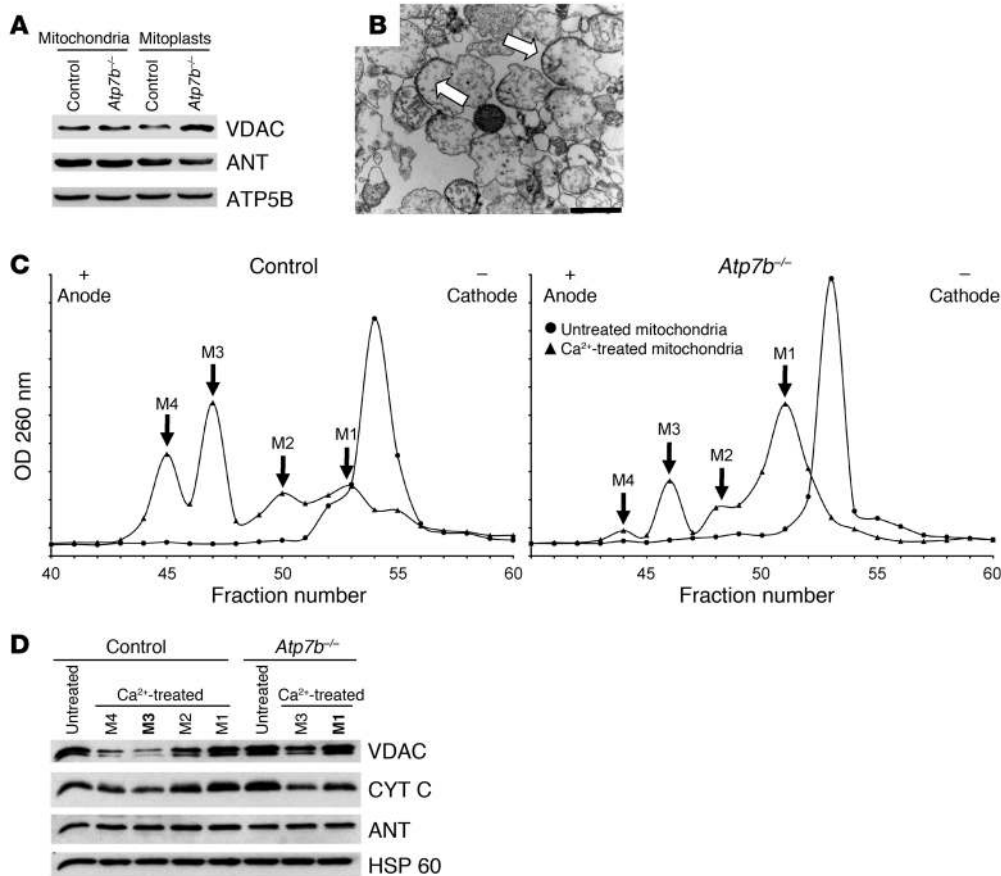 A
Mitochondria Mitoplasts
Control
Atp7b–/–
Control
Atp7b–/–
VDAC
ANT
ATP5B
B
C
Control
+
Anode
–
Cathode
M4
M3
M2
M1
OD 260 nm
40 45 50 55 60
Fraction number
Atp7b–/–
+
Anode
–
Cathode
Untreated mitochondria
Ca2+-treated mitochondria
M4
M3
M2
M1
45 50 55 60
Fraction number
D
Control
Atp7b–/–
Untreated
Ca2+-treated
M4
M3
M2
M1
Untreated
Ca2+-treated
M3
M1
VDAC
CYT C
ANT
HSP 60